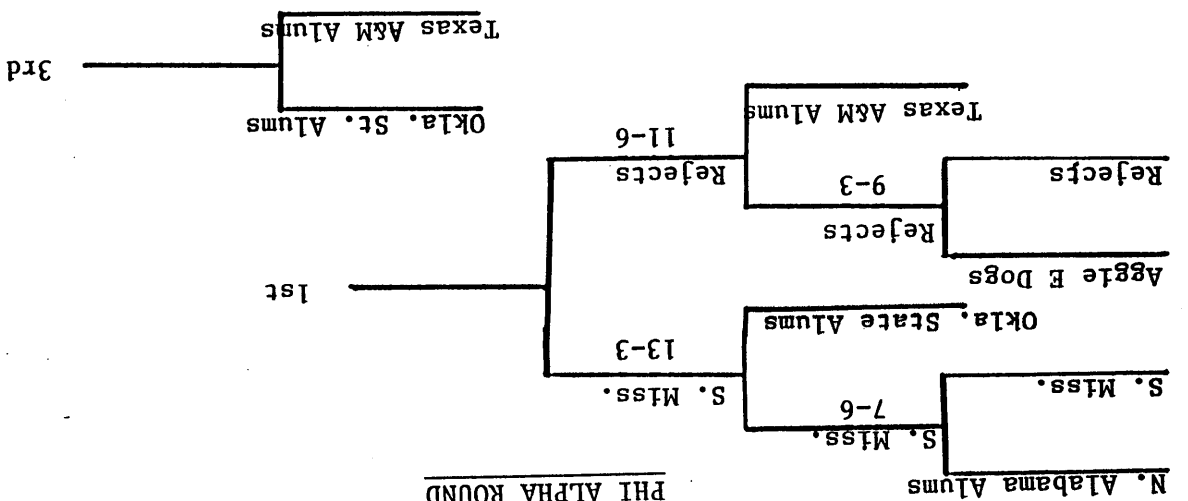 PHI ALPHA ROUND
N. Alabama Alums
S. Miss.
7-6
S. Miss.
S. Miss.
13-3
Okla. State Alums
1st
Aggie E Dogs
Rejects
9-3
Rejects
Rejects
11-6
Texas A&M Alums
Okla. St. Alums
3rd
Texas A&M Alums